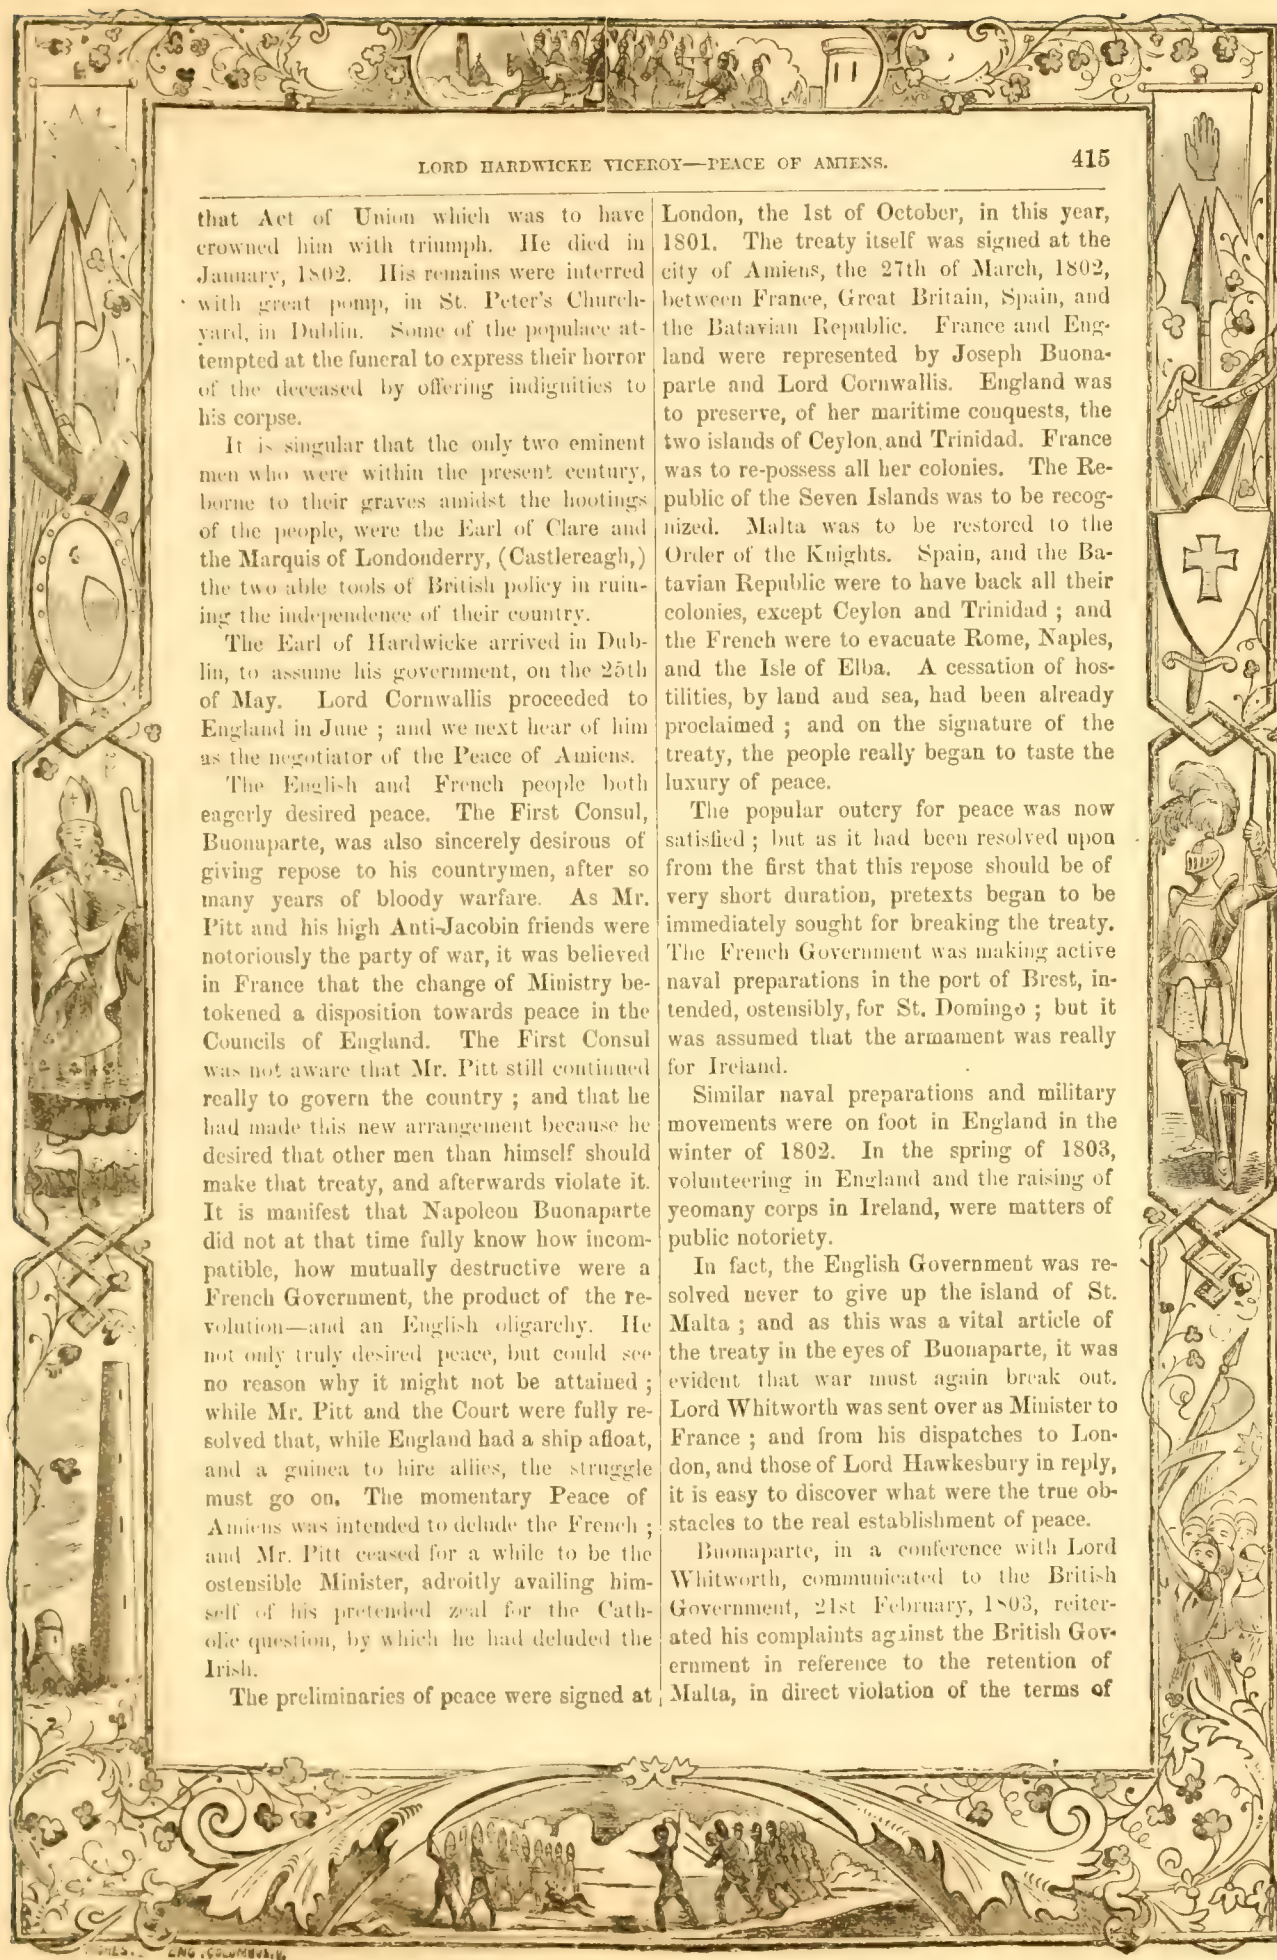 LORD HARDWICKE VICEROY—PEACE OF AMIENS.
415
that Act of Union which was to have
crowned him with triumph. He died in
January, 1802. His remains were interred
with great pomp, in St. Peter's Church-
yard, in Dublin. Some of the populace at-
tempted at the funeral to express their horror
of the deceased by offering indignities to
his corpse.
It is singular that the only two eminent
men who were within the present century,
borne to their graves amidst the hootings
of the people, were the Earl of Clare and
the Marquis of Londonderry, (Castlereagh,)
the two able tools of British policy in ruin-
ing the independence of their country.
The Earl of Hardwicke arrived in Dub-
lin, to assume his government, on the 25th
of May. Lord Cornwallis proceeded to
England in June ; and we next hear of him
as the negotiator of the Peace of Amiens.
The English and French people both
eagerly desired peace. The First Consul,
Buonaparte, was also sincerely desirous of
giving repose to his countrymen, after so
many years of bloody warfare. As Mr.
Pitt and his high Anti-Jacobin friends were
notoriously the party of war, it was believed
in France that the change of Ministry be-
tokened a disposition towards peace in the
Councils of England. The First Consul
was not aware that Mr. Pitt still continued
really to govern the country ; and that he
had made this new arrangement because he
desired that other men than himself should
make that treaty, and afterwards violate it.
It is manifest that Napoleon Buonaparte
did not at that time fully know how incom-
patible, how mutually destructive were a
French Government, the product of the re-
volution—and an English oligarchy. He
not only truly desired peace, but could see
no reason why it might not be attained ;
while Mr. Pitt and the Court were fully re-
solved that, while England had a ship afloat,
and a guinea to hire allies, the struggle
must go on. The momentary Peace of
Amiens was intended to delude the French ;
and Mr. Pitt ceased for a while to be the
ostensible Minister, adroitly availing him-
self of his pretended zeal for the Cath-
olic question, by which he had deluded the
Irish.
The preliminaries of peace were signed at
London, the 1st of October, in this year,
1801. The treaty itself was signed at the
city of Amiens, the 27th of March, 1802,
between France, Great Britain, Spain, and
the Batavian Republic. France and Eng-
land were represented by Joseph Buona-
parte and Lord Cornwallis. England was
to preserve, of her maritime conquests, the
two islands of Ceylon and Trinidad. France
was to re-possess all her colonies. The Re-
public of the Seven Islands was to be recog-
nized. Malta was to be restored to the
Order of the Knights. Spain, and the Ba-
tavian Republic were to have back all their
colonies, except Ceylon and Trinidad ; and
the French were to evacuate Rome, Naples,
and the Isle of Elba. A cessation of hos-
tilities, by land and sea, had been already
proclaimed ; and on the signature of the
treaty, the people really began to taste the
luxury of peace.
The popular outcry for peace was now
satisfied ; but as it had been resolved upon
from the first that this repose should be of
very short duration, pretexts began to be
immediately sought for breaking the treaty.
The French Government was making active
naval preparations in the port of Brest, in-
tended, ostensibly, for St. Domingo ; but it
was assumed that the armament was really
for Ireland.
Similar naval preparations and military
movements were on foot in England in the
winter of 1802. In the spring of 1803,
volunteering in England and the raising of
yeomany corps in Ireland, were matters of
public notoriety.
In fact, the English Government was re-
solved never to give up the island of St.
Malta ; and as this was a vital article of
the treaty in the eyes of Buonaparte, it was
evident that war must again break out.
Lord Whitworth was sent over as Minister to
France ; and from his dispatches to Lon-
don, and those of Lord Hawkesbury in reply,
it is easy to discover what were the true ob-
stacles to the real establishment of peace.
Buonaparte, in a conference with Lord
Whitworth, communicated to the British
Government, 21st February, 1803, reiter-
ated his complaints against the British Gov-
ernment in reference to the retention of
Malta, in direct violation of the terms of
ENG. COLUMBUS.